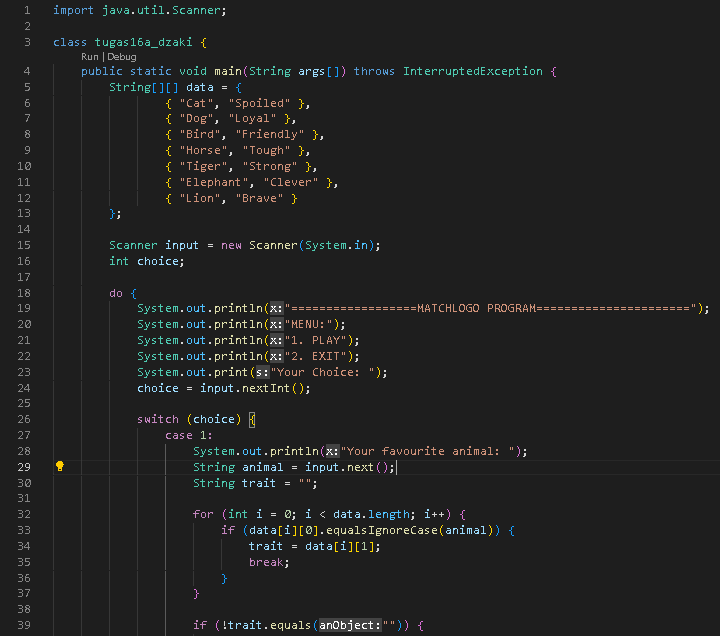 1 import java.util.Scanner;
2
3 class tugas16a_dzaki {
Run | Debug
4 public static void main(String args[]) throws InterruptedException {
5 String[][] data = {
6 { "Cat", "Spoiled" },
7 { "Dog", "Loyal" },
8 { "Bird", "Friendly" },
9 { "Horse", "Tough" },
10 { "Tiger", "Strong" },
11 { "Elephant", "Clever" },
12 { "Lion", "Brave" }
13 };
14
15 Scanner input = new Scanner(System.in);
16 int choice;
17
18 do {
19 System.out.println(x:"==================MATCHLOGO PROGRAM======================");
20 System.out.println(x:"MENU:");
21 System.out.println(x:"1. PLAY");
22 System.out.println(x:"2. EXIT");
23 System.out.print(s:"Your Choice: ");
24 choice = input.nextInt();
25
26 switch (choice) {
27 case 1:
28 System.out.println(x:"Your favourite animal: ");
29 String animal = input.next();
30 String trait = "";
31
32 for (int i = 0; i < data.length; i++) {
33 if (data[i][0].equalsIgnoreCase(animal)) {
34 trait = data[i][1];
35 break;
36 }
37 }
38
39 if (!trait.equals(anObject:"")) {